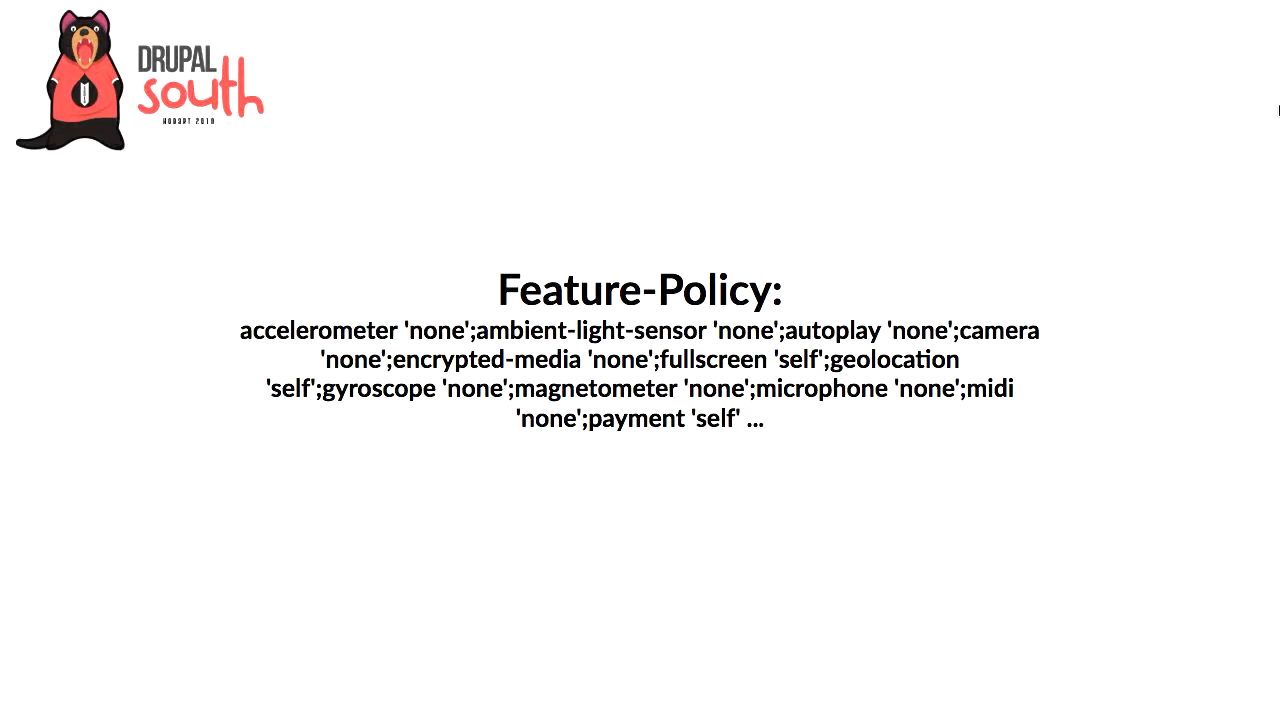 DRUPAL
south
HOBART 2019
Feature-Policy:
accelerometer 'none';ambient-light-sensor 'none';autoplay 'none';camera
'none';encrypted-media 'none';fullscreen 'self';geolocation
'self';gyroscope 'none';magnetometer 'none';microphone 'none';midi
'none';payment 'self' ...